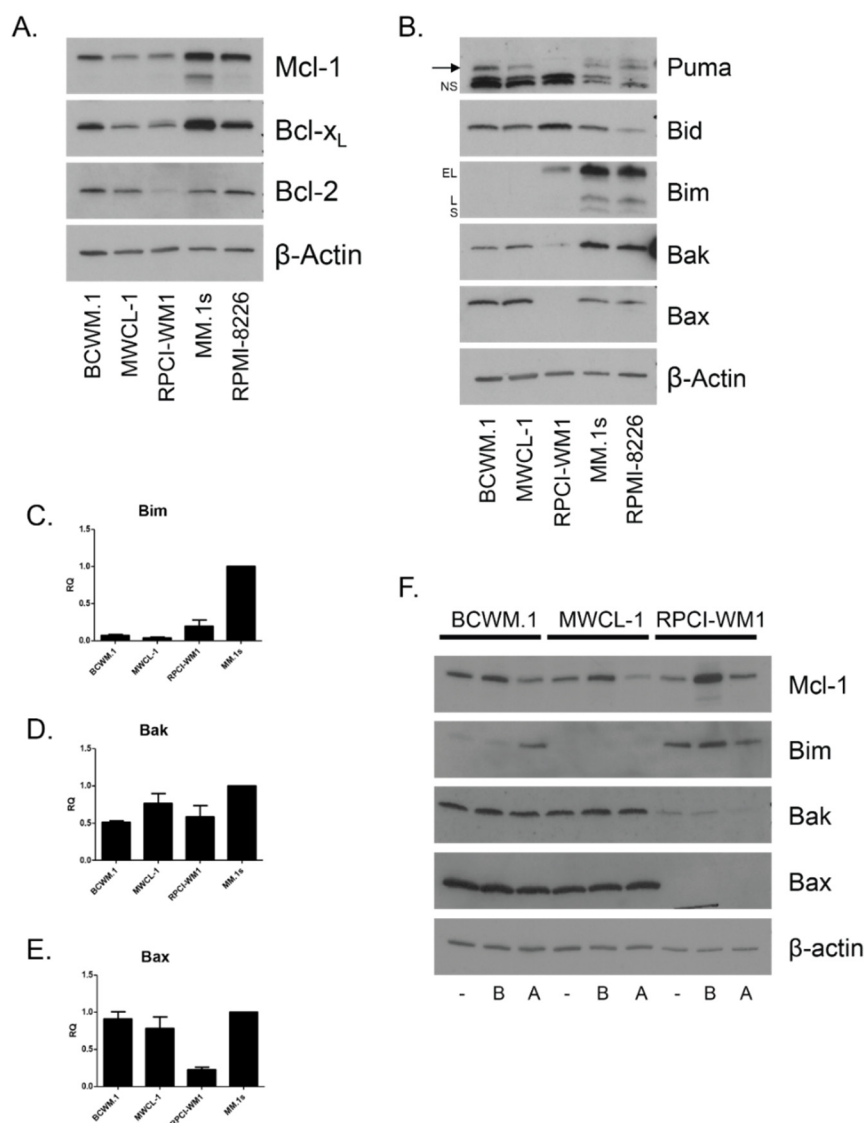 A.
Mcl-1
Bcl-xL
Bcl-2
β-Actin
BCWM.1
MWCL-1
RPCI-WM1
MM.1s
RPMI-8226
B.
Puma
NS
Bid
EL
L
S
Bim
Bak
Bax
β-Actin
BCWM.1
MWCL-1
RPCI-WM1
MM.1s
RPMI-8226
C.
Bim
RQ
1.0
0.5
0.0
BCWM.1
MWCL-1
RPCI-WM1
MM.1s
D.
Bak
RQ
1.5
1.0
0.5
0.0
BCWM.1
MWCL-1
RPCI-WM1
MM.1s
E.
Bax
RQ
1.5
1.0
0.5
0.0
BCWM.1
MWCL-1
RPCI-WM1
MM.1s
F.
BCWM.1 MWCL-1 RPCI-WM1
Mcl-1
Bim
Bak
Bax
β-actin
- B A - B A - B A